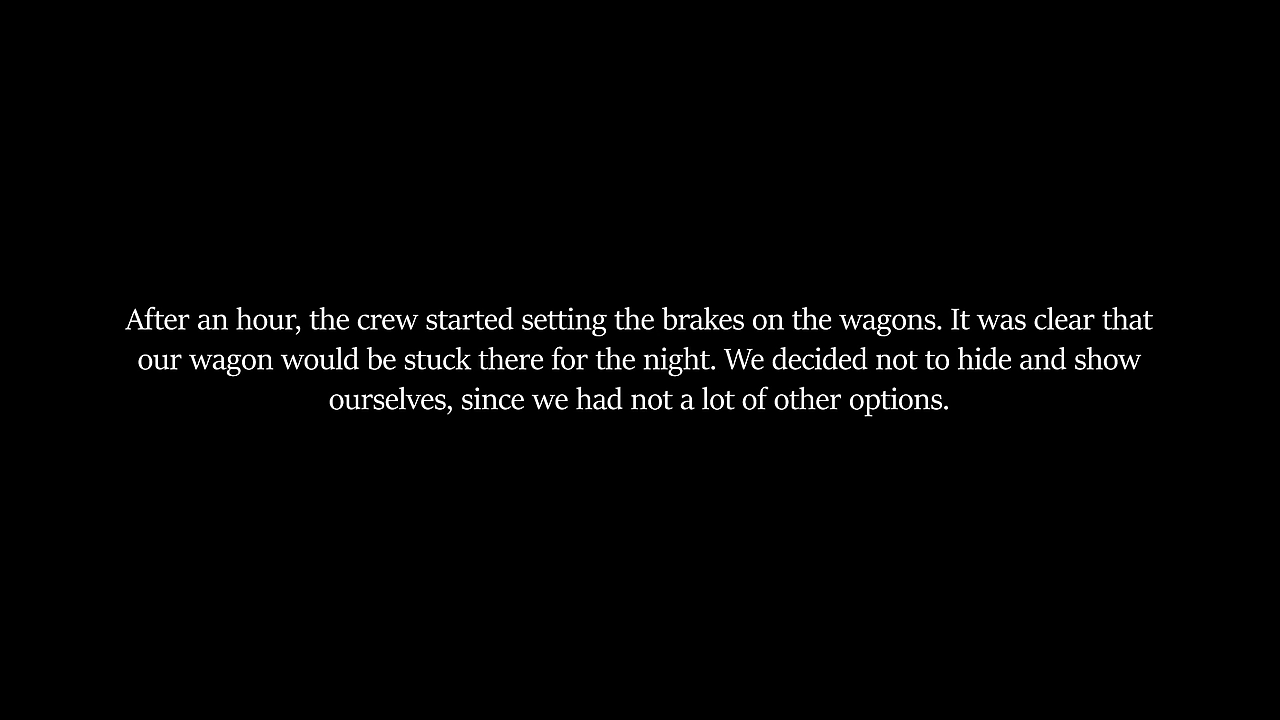 After an hour, the crew started setting the brakes on the wagons. It was clear that
our wagon would be stuck there for the night. We decided not to hide and show
ourselves, since we had not a lot of other options.